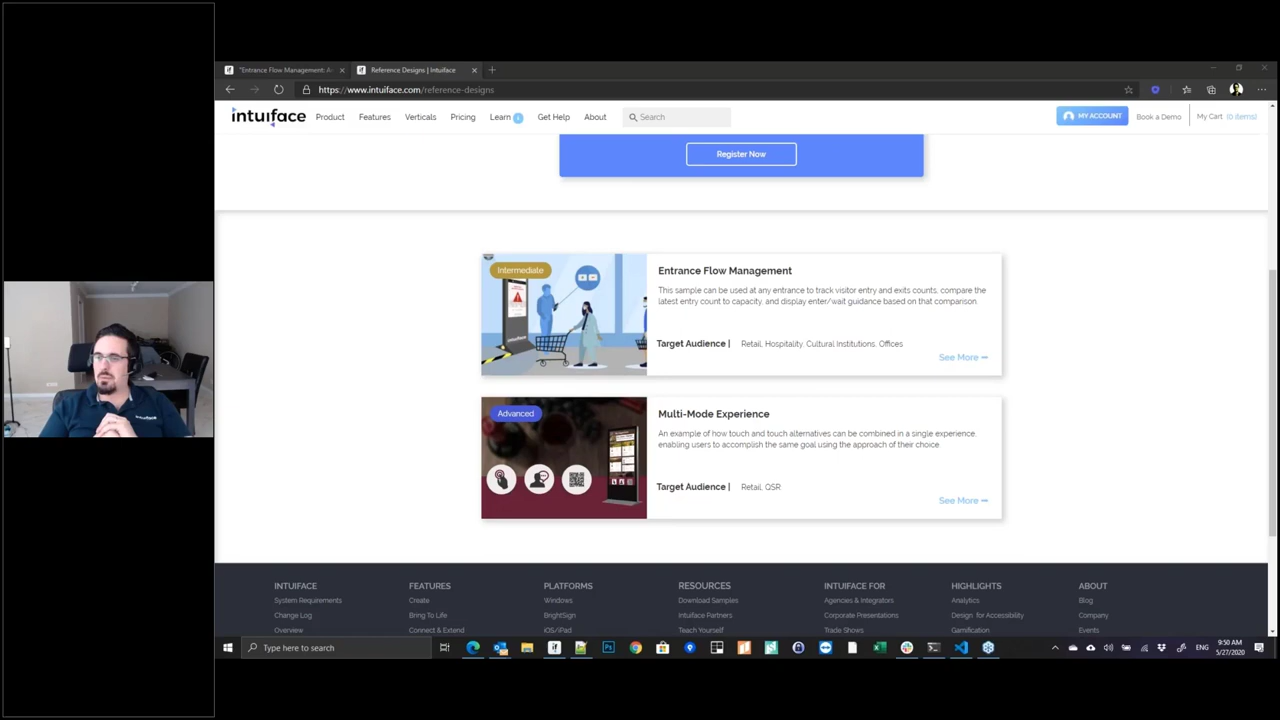 "Entrance Flow Management: A
Reference Designs | Intuiface
https://www.intuiface.com/reference-designs
intuiface
Product
Features
Verticals
Pricing
Learn
Get Help
About
Search
MY ACCOUNT
Book a Demo
My Cart (0 items)
Register Now
Intermediate
Entrance Flow Management
This sample can be used at any entrance to track visitor entry and exits counts, compare the
latest entry count to capacity, and display enter/wait guidance based on that comparison
Target Audience | Retail, Hospitality, Cultural Institutions, Offices
See More
intuiface
Advanced
Multi-Mode Experience
An example of how touch and touch alternatives can be combined in a single experience,
enabling users to accomplish the same goal using the approach of their choice
Target Audience | Retail, QSR
See More
INTUIFACE
System Requirements
Change Log
Overview
FEATURES
Create
Bring To Life
Connect & Extend
PLATFORMS
Windows
BrightSign
iOS/iPad
RESOURCES
Download Samples
Intuiface Partners
Teach Yourself
INTUIFACE FOR
Agencies & Integrators
Corporate Presentations
Trade Shows
HIGHLIGHTS
Analytics
Design for Accessibility
Gamification
ABOUT
Blog
Company
Events
Type here to search
ENG
9:50 AM
5/27/2020